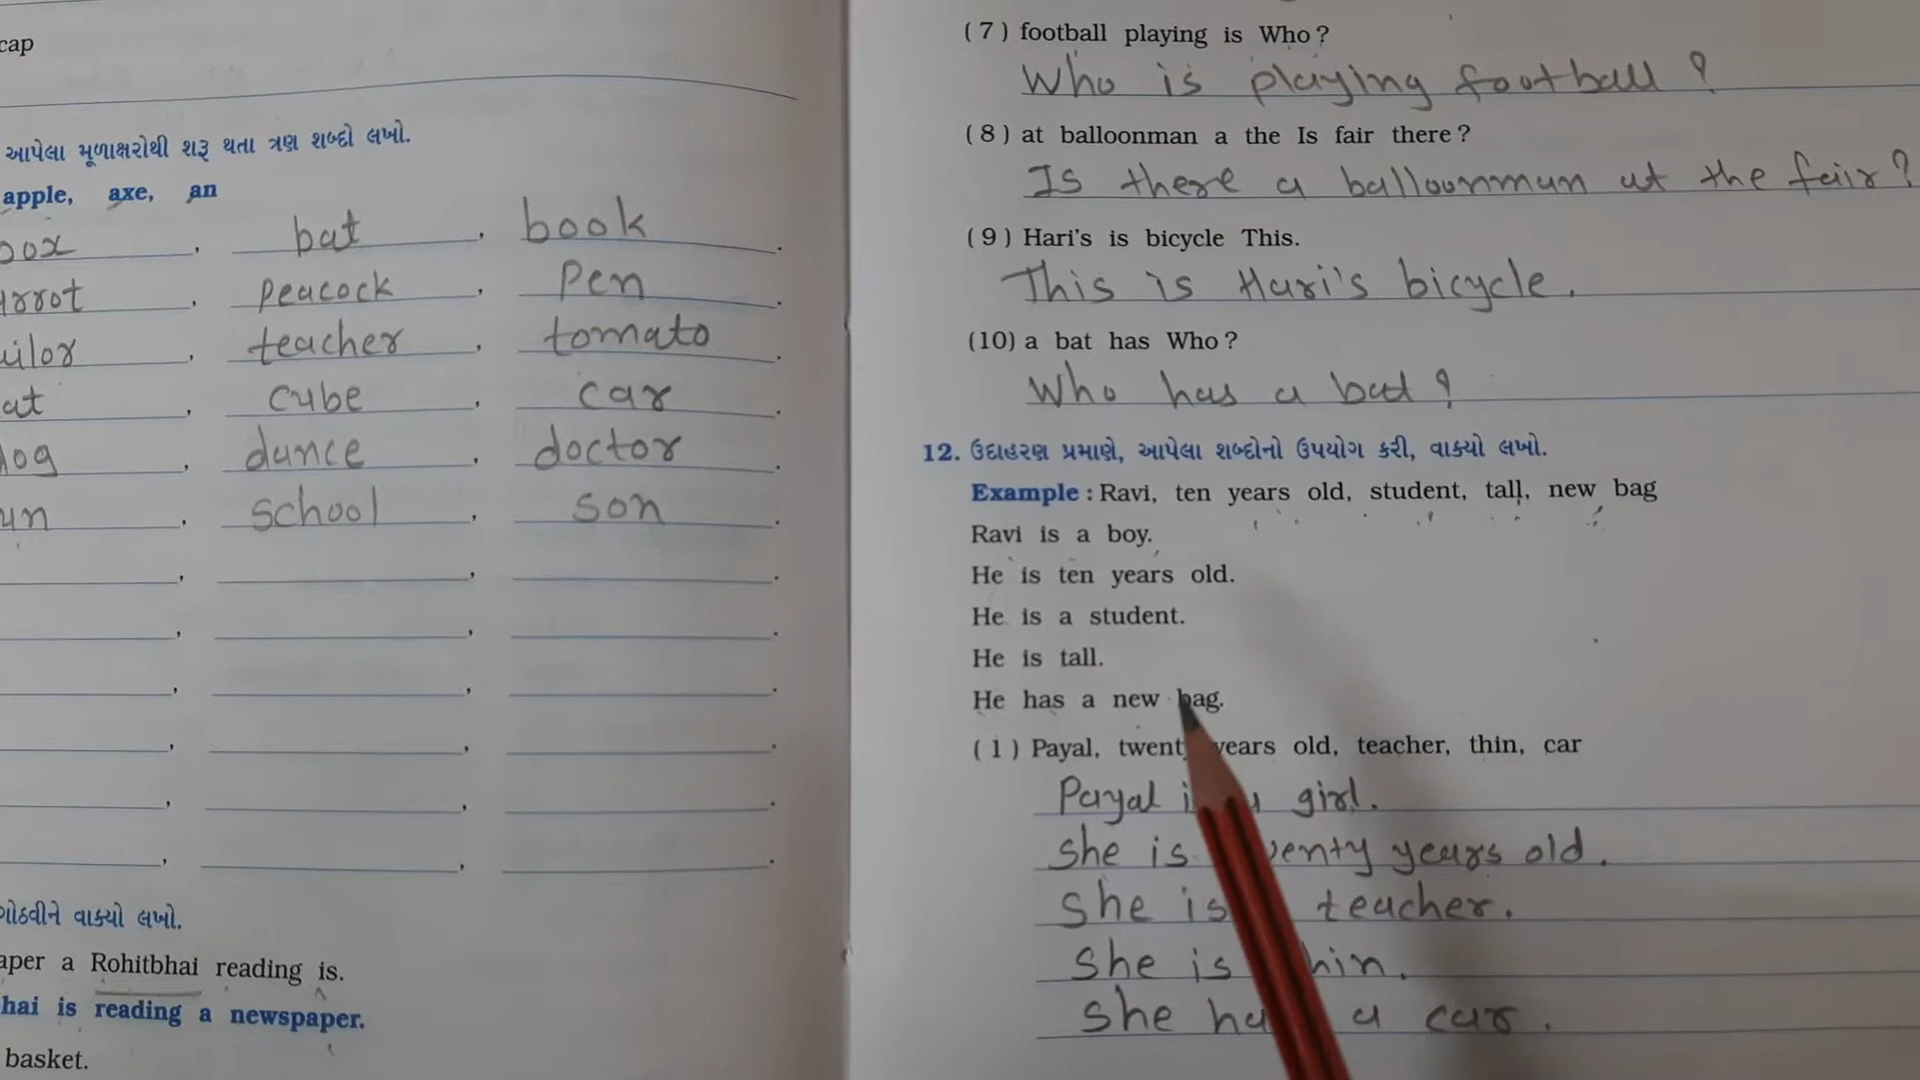 cap
આપેલા મૂળાક્ષરોથી શરૂ થતા ત્રણ શબ્દો લખો.
apple, axe, an
box, bat, book.
peacock, pen.
teacher, tomato.
cube, car.
dance, doctor.
school, son.
ગોઠવીને વાક્યો લખો.
a Rohitbhai reading is.
is reading a newspaper.
basket.
(7) football playing is Who?
Who is playing football?
(8) at balloonman a the Is fair there?
Is there a balloonman at the fair?
(9) Hari's is bicycle This.
This is Hari's bicycle.
(10) a bat has Who?
Who has a bat?
12. ઉદાહરણ પ્રમાણે, આપેલા શબ્દોનો ઉપયોગ કરી, વાક્યો લખો.
Example : Ravi, ten years old, student, tall, new bag
Ravi is a boy.
He is ten years old.
He is a student.
He is tall.
He has a new bag.
(1) Payal, twenty years old, teacher, thin, car
Payal is a girl.
She is twenty years old.
She is teacher.
She is thin.
She has a car.